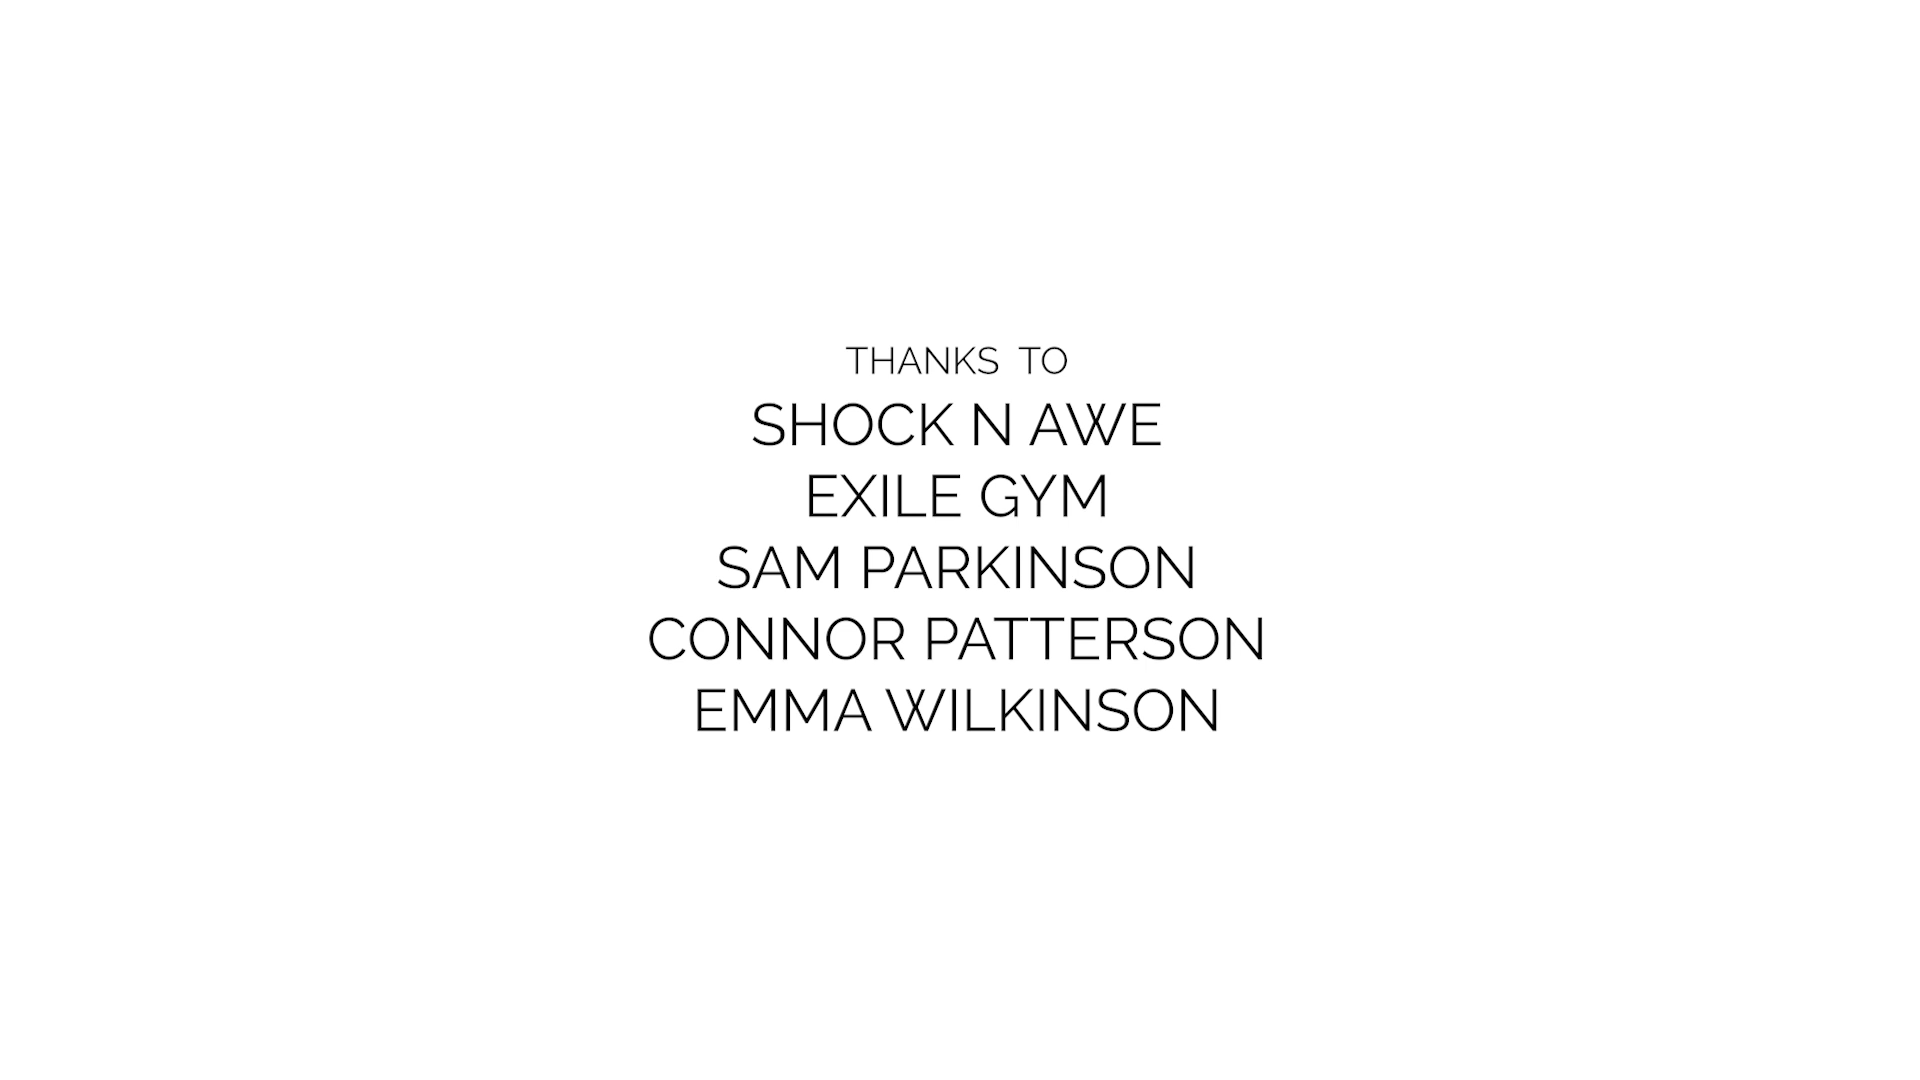 THANKS TO
SHOCK N AWE
EXILE GYM
SAM PARKINSON
CONNOR PATTERSON
EMMA WILKINSON